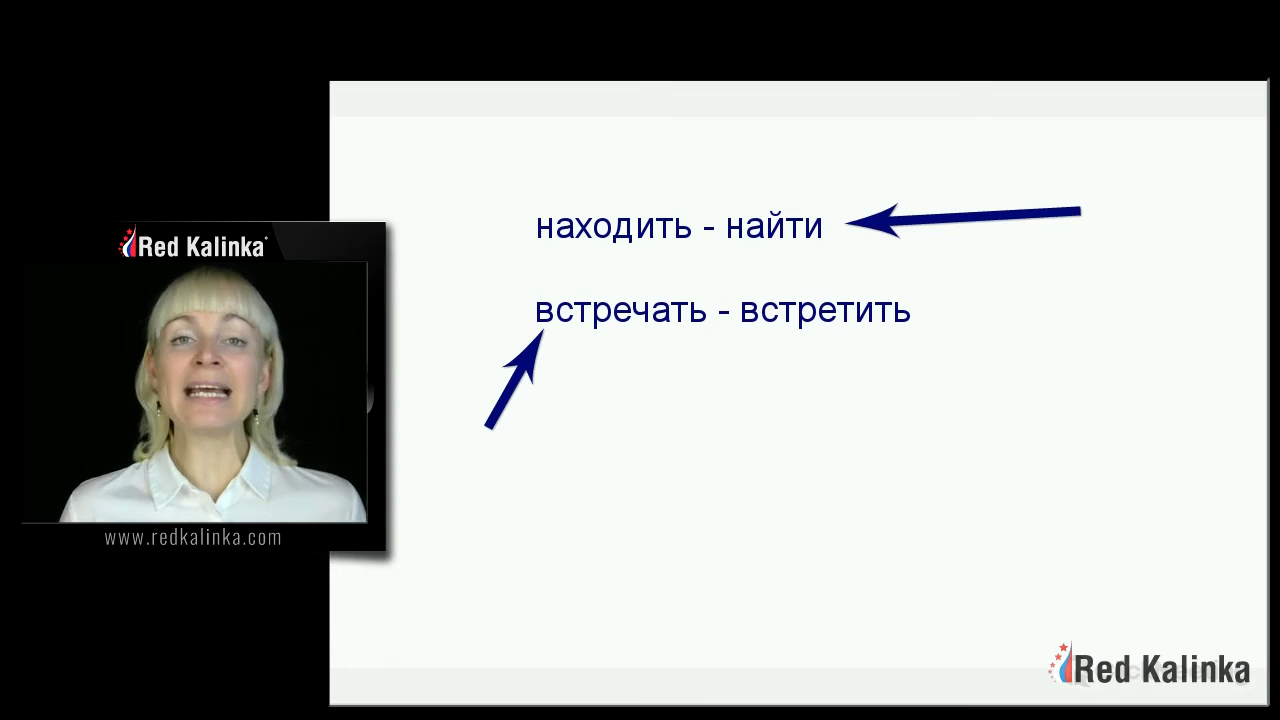 находить - найти
встречать - встретить
Red Kalinka
www.redkalinka.com
Red Kalinka